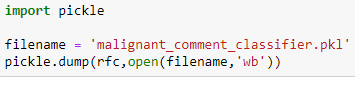 import pickle
filename = 'malignant_comment_classifier.pkl'
pickle.dump(rfc,open(filename,'wb'))